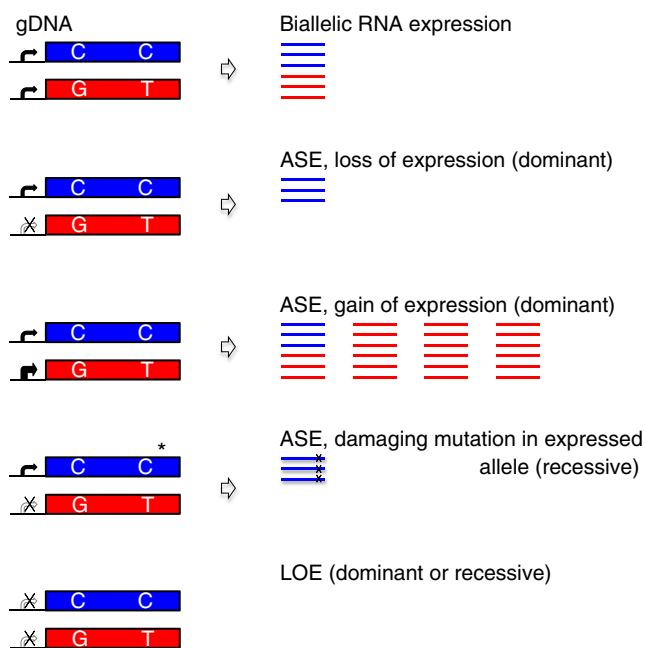 gDNA
Biallelic RNA expression
C C
G T
ASE, loss of expression (dominant)
C C
G T
ASE, gain of expression (dominant)
C C
G T
ASE, damaging mutation in expressed
allele (recessive)
*
C C
G T
x
x
x
LOE (dominant or recessive)
C C
G T